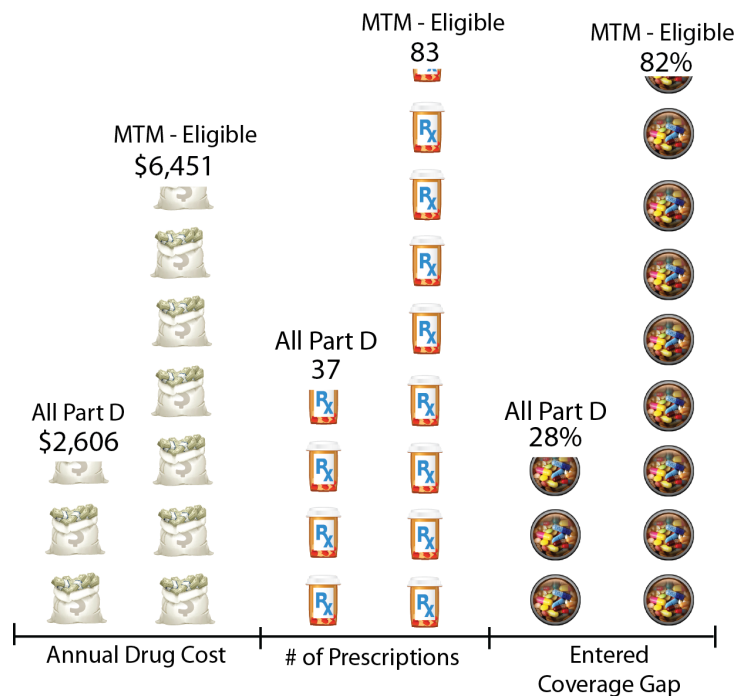 MTM - Eligible
83
MTM - Eligible
82%
MTM - Eligible
$6,451
All Part D
37
All Part D
$2,606
All Part D
28%
Annual Drug Cost
# of Prescriptions
Entered
Coverage Gap